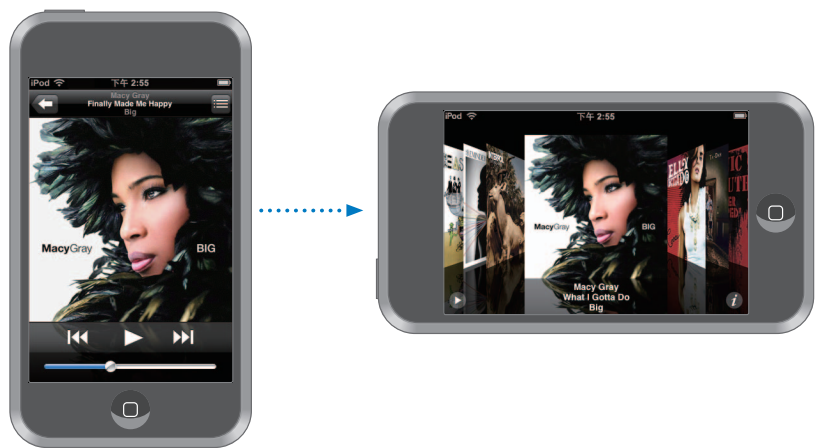 iPod 下午 2:55
Macy Gray
Finally Made Me Happy
Big
MacyGray BIG
iPod 下午 2:55
MacyGray BIG
Macy Gray
What I Gotta Do
Big
i